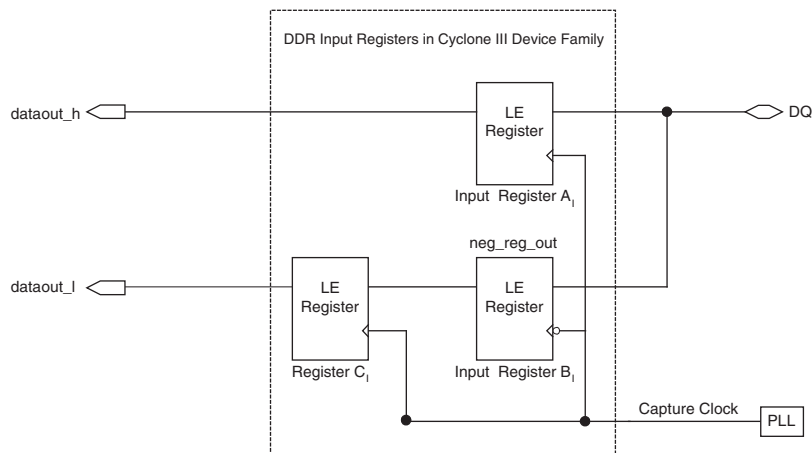 DDR Input Registers in Cyclone III Device Family
dataout_h
LE
Register
DQ
Input Register A_I
neg_reg_out
dataout_l
LE
Register
LE
Register
Register C_I
Input Register B_I
Capture Clock
PLL